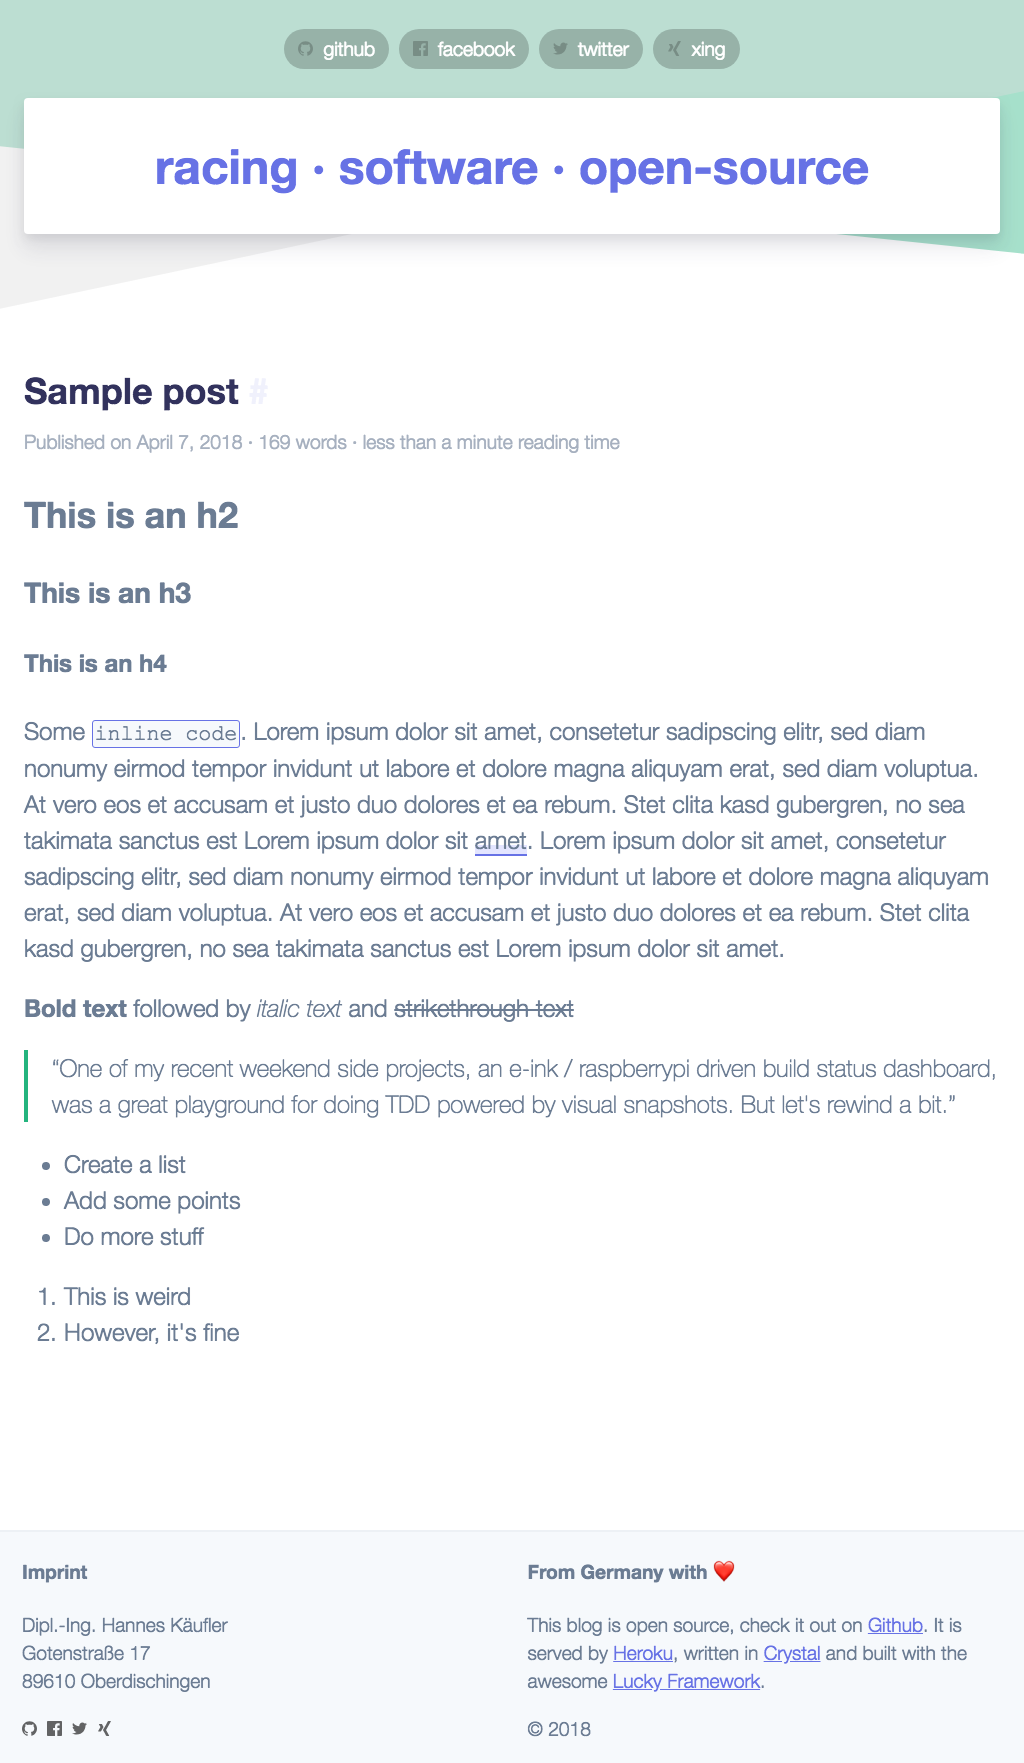 github facebook twitter xing
racing · software · open-source
Sample post #
Published on April 7, 2018 · 169 words · less than a minute reading time
This is an h2
This is an h3
This is an h4
Some inline code. Lorem ipsum dolor sit amet, consetetur sadipscing elitr, sed diam
nonumy eirmod tempor invidunt ut labore et dolore magna aliquyam erat, sed diam voluptua.
At vero eos et accusam et justo duo dolores et ea rebum. Stet clita kasd gubergren, no sea
takimata sanctus est Lorem ipsum dolor sit amet. Lorem ipsum dolor sit amet, consetetur
sadipscing elitr, sed diam nonumy eirmod tempor invidunt ut labore et dolore magna aliquyam
erat, sed diam voluptua. At vero eos et accusam et justo duo dolores et ea rebum. Stet clita
kasd gubergren, no sea takimata sanctus est Lorem ipsum dolor sit amet.
Bold text followed by italic text and strikethrough text
“One of my recent weekend side projects, an e-ink / raspberrypi driven build status dashboard,
was a great playground for doing TDD powered by visual snapshots. But let's rewind a bit.”
• Create a list
• Add some points
• Do more stuff
1. This is weird
2. However, it's fine
Imprint
Dipl.-Ing. Hannes Käufler
Gotenstraße 17
89610 Oberdischingen
From Germany with ❤️
This blog is open source, check it out on Github. It is
served by Heroku, written in Crystal and built with the
awesome Lucky Framework.
© 2018